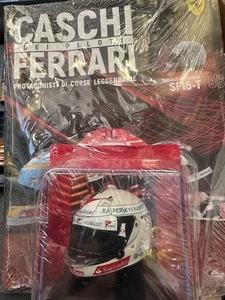 CASCHI
DEI PILOTI
FERRARI
PROTAGONISTI DI CORSE LEGGENDARIE
SF15-T
KASPERSKY
Santander